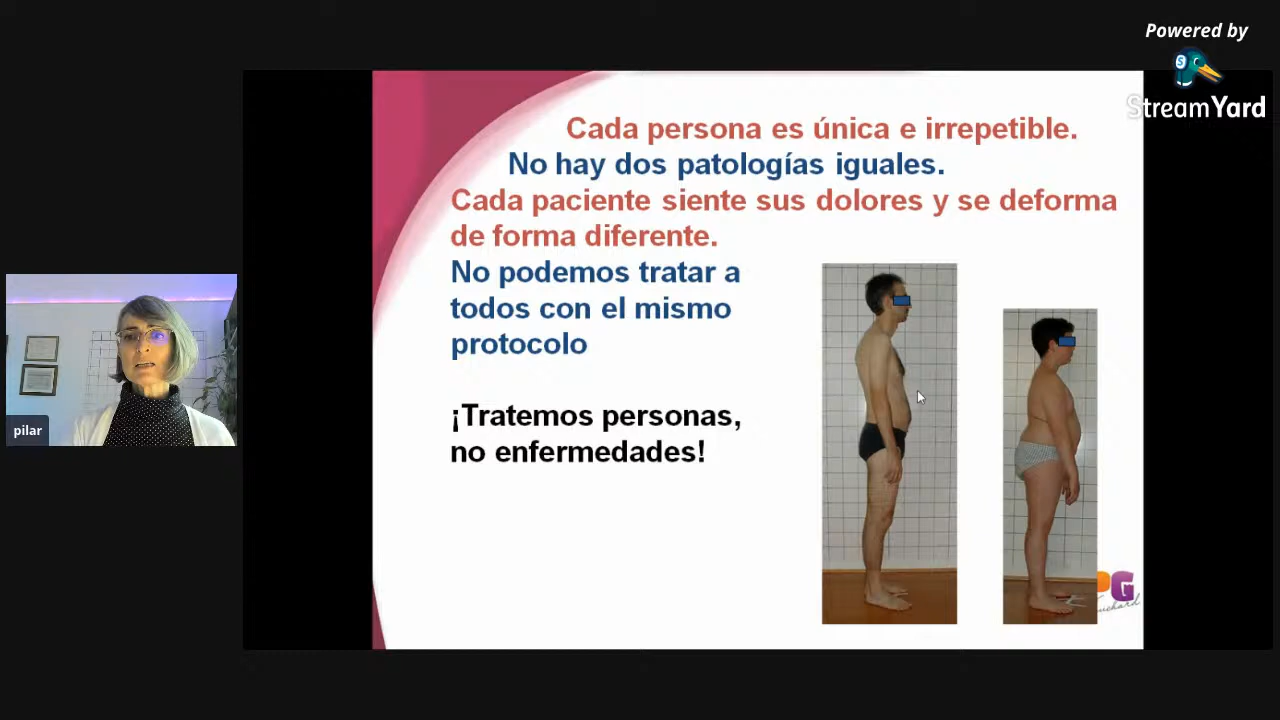 Powered by
StreamYard
Cada persona es única e irrepetible.
No hay dos patologías iguales.
Cada paciente siente sus dolores y se deforma
de forma diferente.
No podemos tratar a
todos con el mismo
protocolo
¡Tratemos personas,
no enfermedades!
pilar
PG